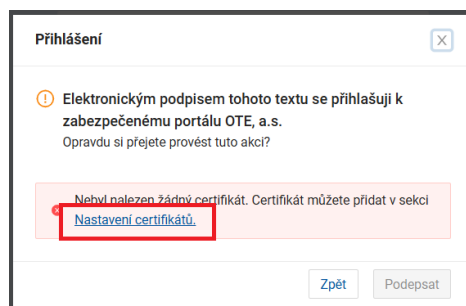 Přihlášení
Elektronickým podpisem tohoto textu se přihlašuji k
zabezpečenému portálu OTE, a.s.
Opravdu si přejete provést tuto akci?
Nebyl nalezen žádný certifikát. Certifikát můžete přidat v sekci
Nastavení certifikátů.
Zpět Podepsat